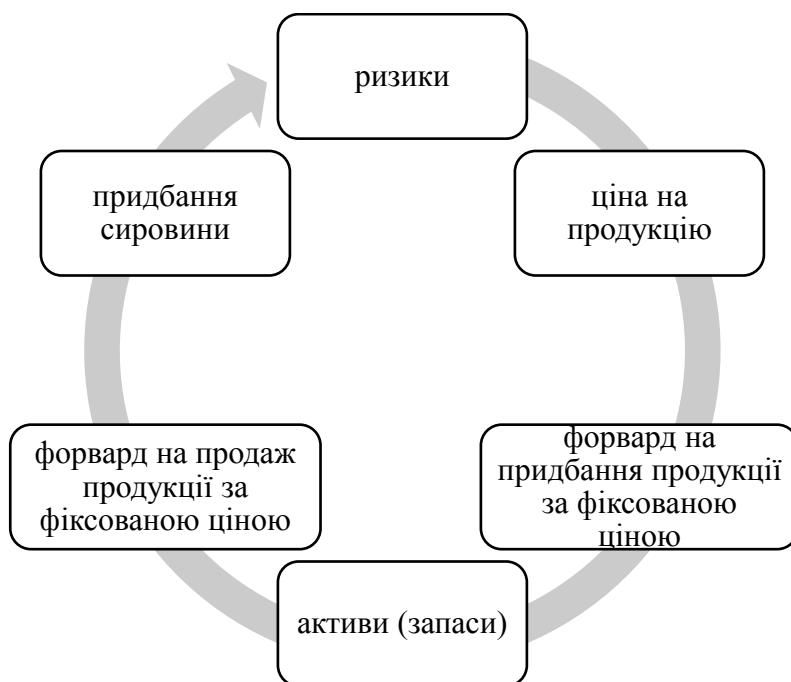 ризики
ціна на
продукцію
форвард на
придбання продукції
за фіксованою
ціною
активи (запаси)
форвард на продаж
продукції за
фіксованою ціною
придбання
сировини